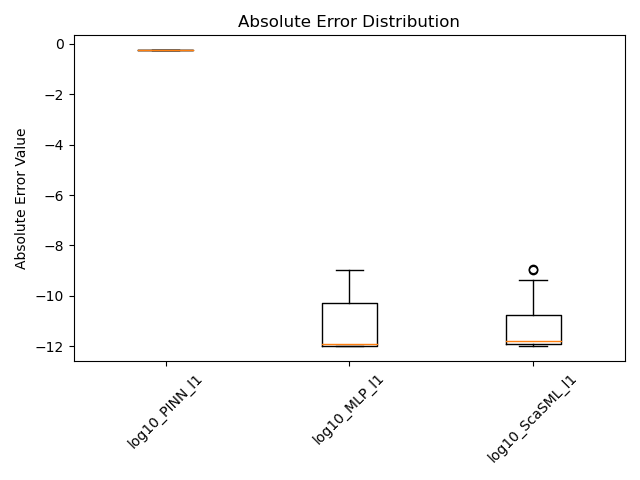 Absolute Error Distribution
Absolute Error Value
0
−2
−4
−6
−8
−10
−12
log10_PINN_l1
log10_MLP_l1
log10_ScaSML_l1